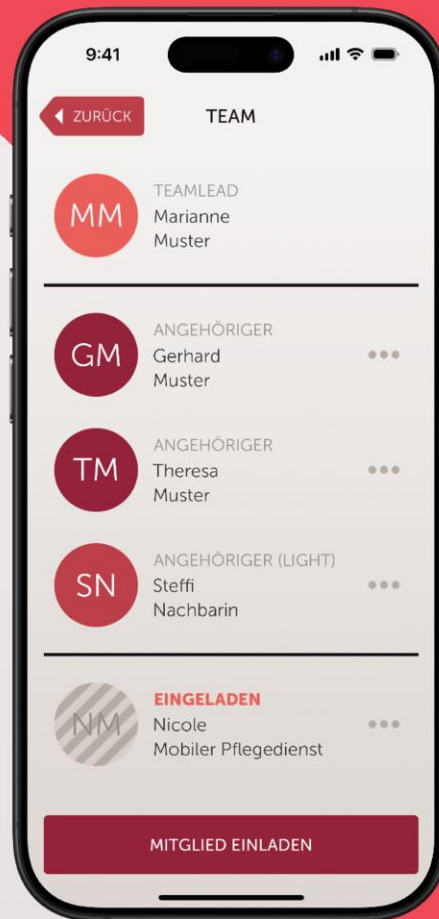 9:41
ZURÜCK
TEAM
MM
TEAMLEAD
Marianne
Muster
GM
ANGEHÖRIGER
Gerhard
Muster
TM
ANGEHÖRIGER
Theresa
Muster
SN
ANGEHÖRIGER (LIGHT)
Steffi
Nachbarin
NM
EINGELADEN
Nicole
Mobiler Pflegedienst
MITGLIED EINLADEN